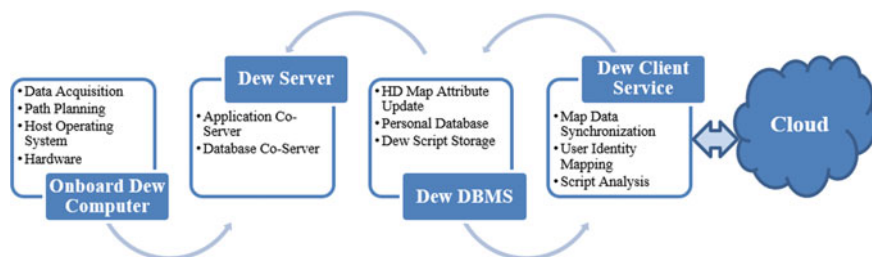 • Data Acquisition
• Path Planning
• Host Operating
System
• Hardware
Onboard Dew
Computer
Dew Server
• Application Co-
Server
• Database Co-Server
• HD Map Attribute
Update
• Personal Database
• Dew Script Storage
Dew DBMS
Dew Client
Service
• Map Data
Synchronization
• User Identity
Mapping
• Script Analysis
Cloud